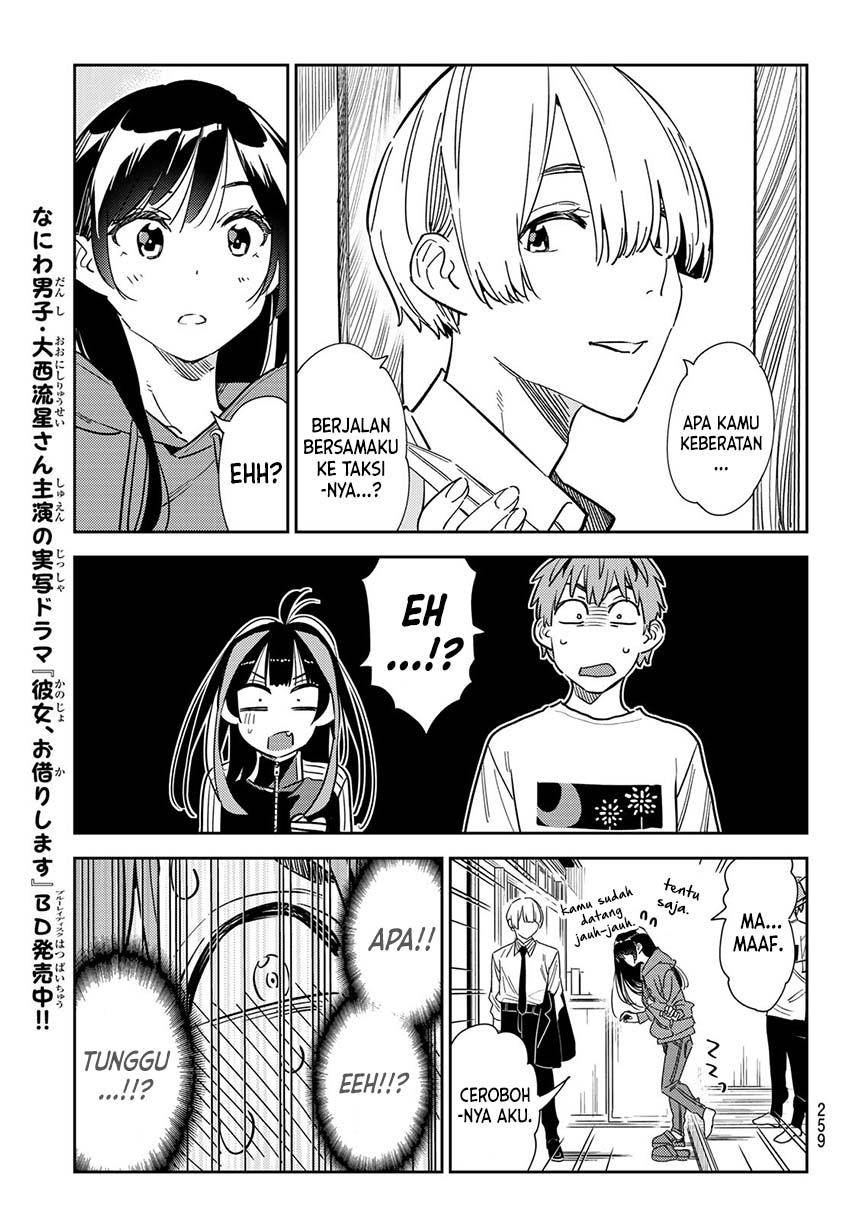 APA KAMU
KEBERATAN
...
BERJALAN
BERSAMAKU
KE TAKSI
-NYA...?
EHH?
EH
...!?
MA...
MAAF.
tentu
saja.
kamu sudah
datang
jauh-jauh.
CEROBOH
-NYA AKU.
APA!!
EEH!!?
TUNGGU
...!!?
なにわ男子・大西流星さん主演の実写ドラマ『彼女、お借りします』BD発売中!!
259